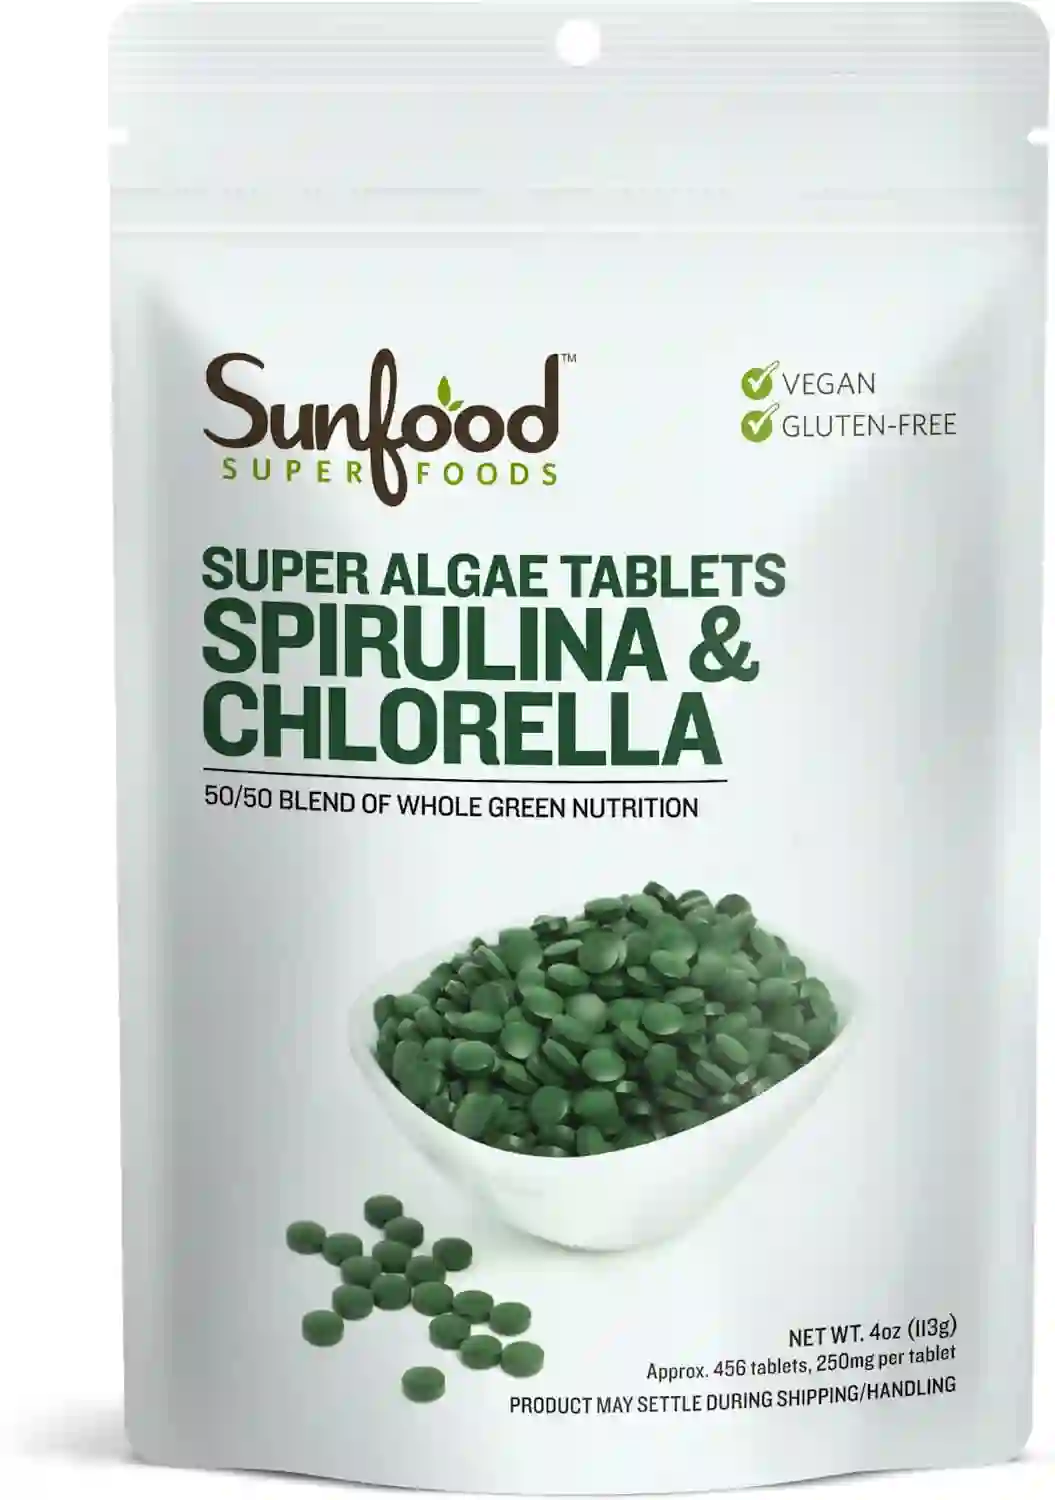 Sunfood™
SUPERFOODS
VEGAN
GLUTEN-FREE
SUPER ALGAE TABLETS
SPIRULINA &
CHLORELLA
50/50 BLEND OF WHOLE GREEN NUTRITION
NET WT. 4oz (113g)
Approx. 456 tablets, 250mg per tablet
PRODUCT MAY SETTLE DURING SHIPPING/HANDLING